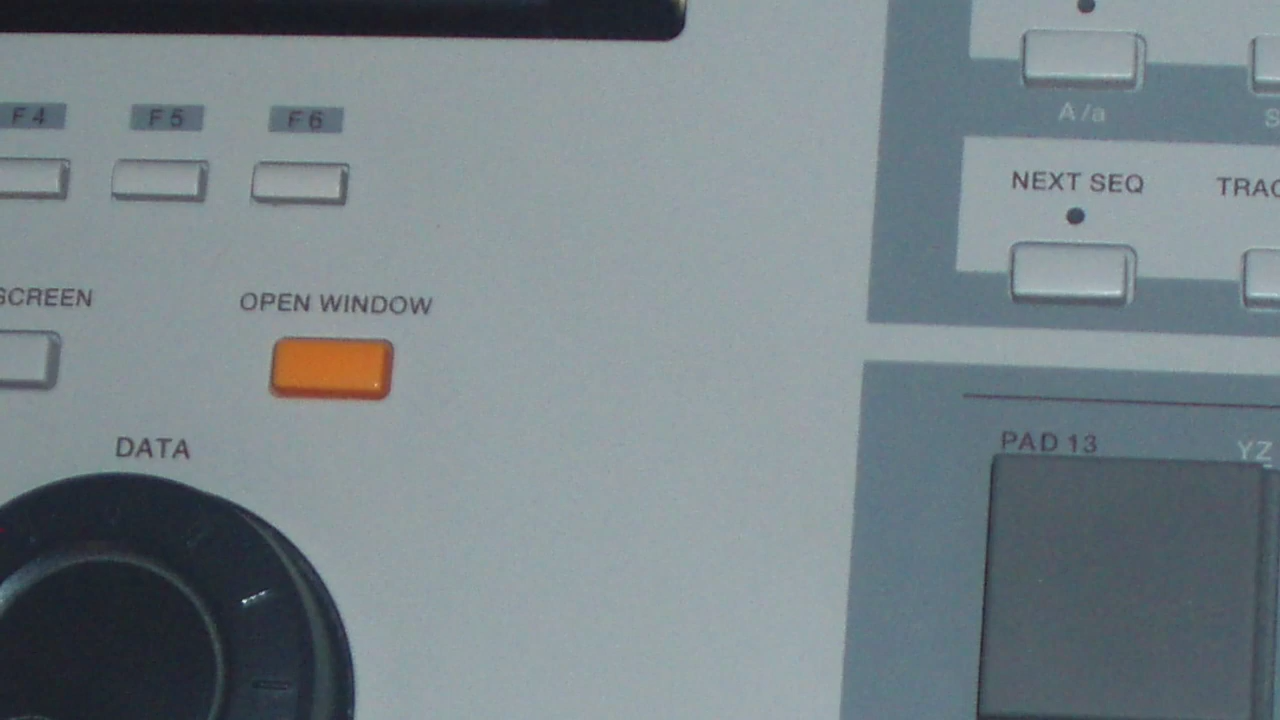 F4 F5 F6
A/a
NEXT SEQ
SCREEN
OPEN WINDOW
DATA
PAD 13 YZ